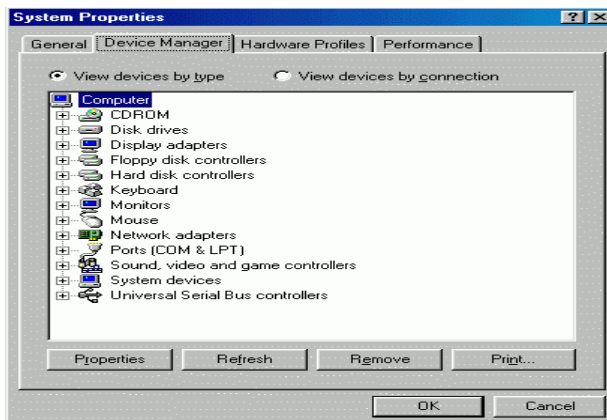 System Properties
General Device Manager Hardware Profiles Performance
View devices by type View devices by connection
Computer
CDROM
Disk drives
Display adapters
Floppy disk controllers
Hard disk controllers
Keyboard
Monitors
Mouse
Network adapters
Ports (COM & LPT)
Sound, video and game controllers
System devices
Universal Serial Bus controllers
Properties Refresh Remove Print...
OK Cancel